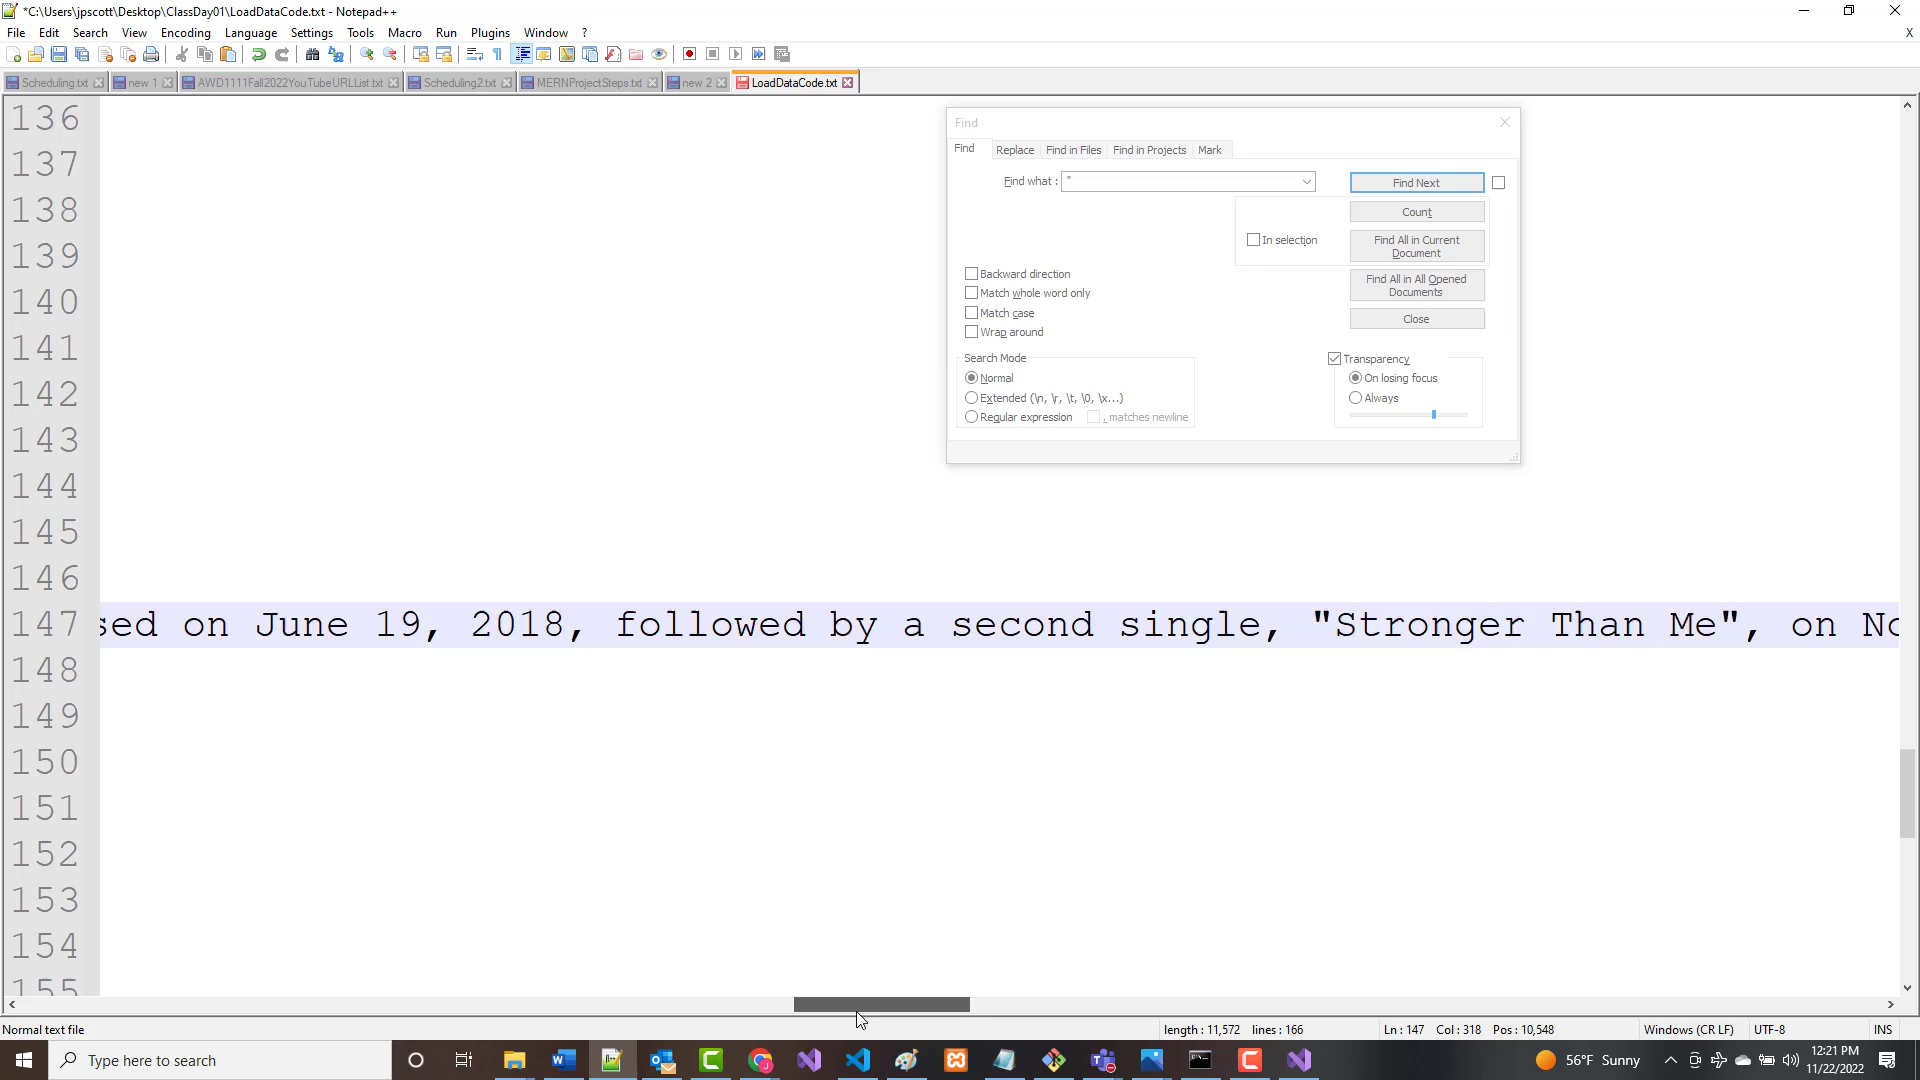 *C:\Users\jpscott\Desktop\ClassDay01\LoadDataCode.txt - Notepad++
File Edit Search View Encoding Language Settings Tools Macro Run Plugins Window ? X
Scheduling.txt new 1 AWD1111Fall2022YouTubeURLList.txt Scheduling2.txt MERNProjectSteps.txt new 2 LoadDataCode.txt
136
137
138
139
140
141
142
143
144
145
146
147 sed on June 19, 2018, followed by a second single, "Stronger Than Me", on No
148
149
150
151
152
153
154
155
Find
Find Replace Find in Files Find in Projects Mark
Find what : "
Find Next
Count
In selection
Find All in Current
Document
Backward direction
Find All in All Opened
Documents
Match whole word only
Match case
Close
Wrap around
Search Mode
Transparency
Normal
On losing focus
Extended (\n, \r, \t, \0, \x...)
Always
Regular expression . matches newline
Normal text file length : 11,572 lines : 166 Ln : 147 Col : 318 Pos : 10,548 Windows (CR LF) UTF-8 INS
Type here to search
56°F Sunny
12:21 PM
11/22/2022